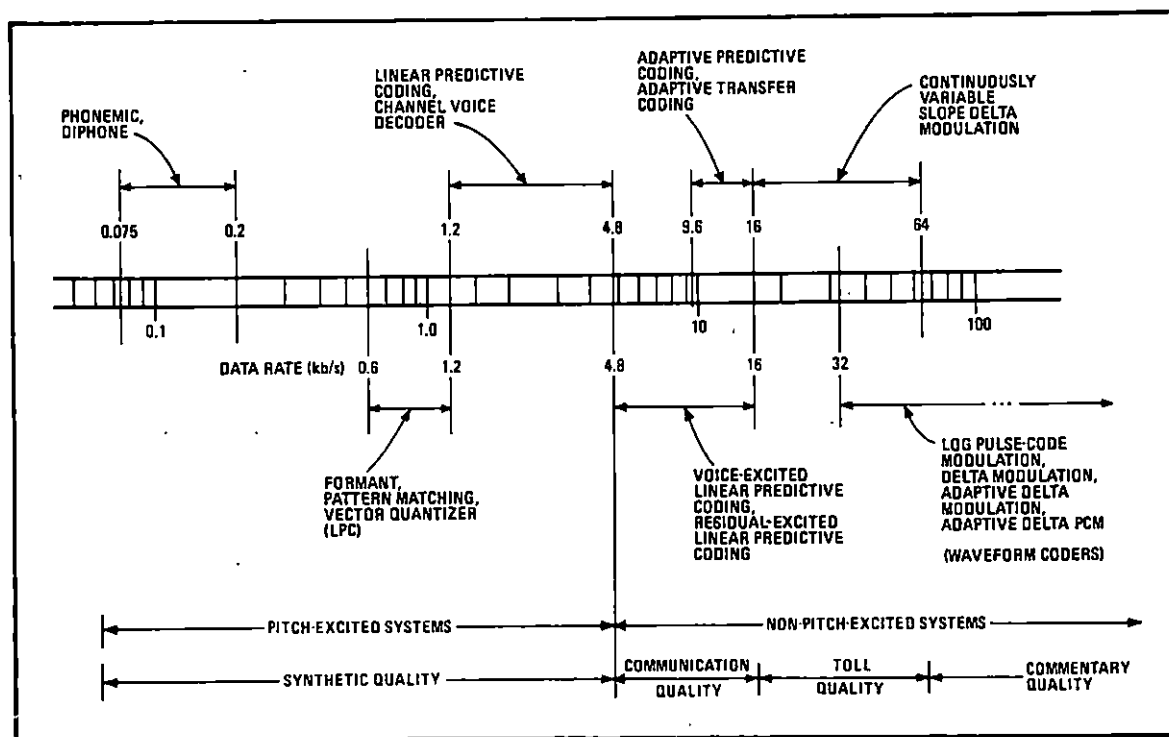 PHONEMIC,
DIPHONE
LINEAR PREDICTIVE
CODING,
CHANNEL VOICE
DECODER
ADAPTIVE PREDICTIVE
CODING,
ADAPTIVE TRANSFER
CODING
CONTINUOUSLY
VARIABLE
SLOPE DELTA
MODULATION
0.075 0.2 1.2 4.8 9.6 16 64
0.1 1.0 10 100
DATA RATE (kb/s) 0.6 1.2 4.8 16 32
...
FORMANT,
PATTERN MATCHING,
VECTOR QUANTIZER
(LPC)
VOICE-EXCITED
LINEAR PREDICTIVE
CODING,
RESIDUAL-EXCITED
LINEAR PREDICTIVE
CODING
LOG PULSE-CODE
MODULATION,
DELTA MODULATION,
ADAPTIVE DELTA
MODULATION,
ADAPTIVE DELTA PCM
(WAVEFORM CODERS)
PITCH-EXCITED SYSTEMS NON-PITCH-EXCITED SYSTEMS
SYNTHETIC QUALITY
COMMUNICATION
QUALITY
TOLL
QUALITY
COMMENTARY
QUALITY